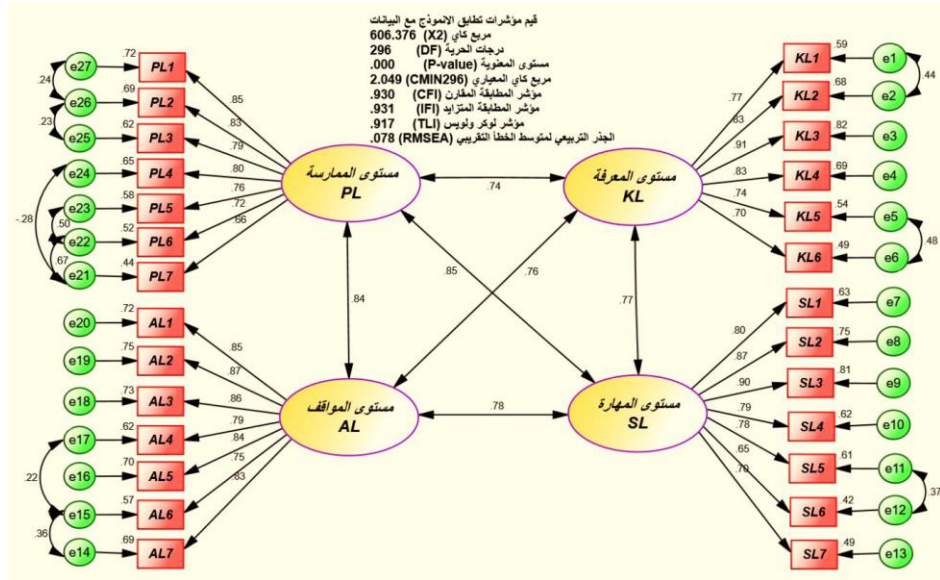 قيم مؤشرات تطابق الانموذج مع البيانات
مربع كاي (X2) 606.376
درجات الحرية (DF) 296
مستوى المعنوية (P-value) .000
مربع كاي المعياري (CMIN296) 2.049
مؤشر المطابقة المقارن (CFI) .930
مؤشر المطابقة المتزايد (IFI) .931
مؤشر لوكر ولويس (TLI) .917
الجذر التربيعي لمتوسط الخطأ التقريبي (RMSEA) .078
e27 .72 PL1 .85
.24
e26 .69 PL2 .83
.23
e25 .62 PL3 .79
e24 .65 PL4 .80
e23 .58 PL5 .76
-.28
.50
e22 .52 PL6 .72
.67
e21 .44 PL7 .66
مستوى الممارسة
PL
.77 KL1 .59 e1
.44
.83 KL2 .68 e2
.91 KL3 .82 e3
.83 KL4 .69 e4
.74 KL5 .54 e5
.48
.70 KL6 .49 e6
مستوى المعرفة
KL
.74
.85
.76
.84
.77
.78
e20 .72 AL1 .85
e19 .75 AL2 .87
e18 .73 AL3 .86
e17 .62 AL4 .79
e16 .70 AL5 .84
.22
e15 .57 AL6 .75
.36
e14 .69 AL7 .83
مستوى المواقف
AL
.80 SL1 .63 e7
.87 SL2 .75 e8
.90 SL3 .81 e9
.79 SL4 .62 e10
.78 SL5 .61 e11
.37
.65 SL6 .42 e12
.70 SL7 .49 e13
مستوى المهارة
SL